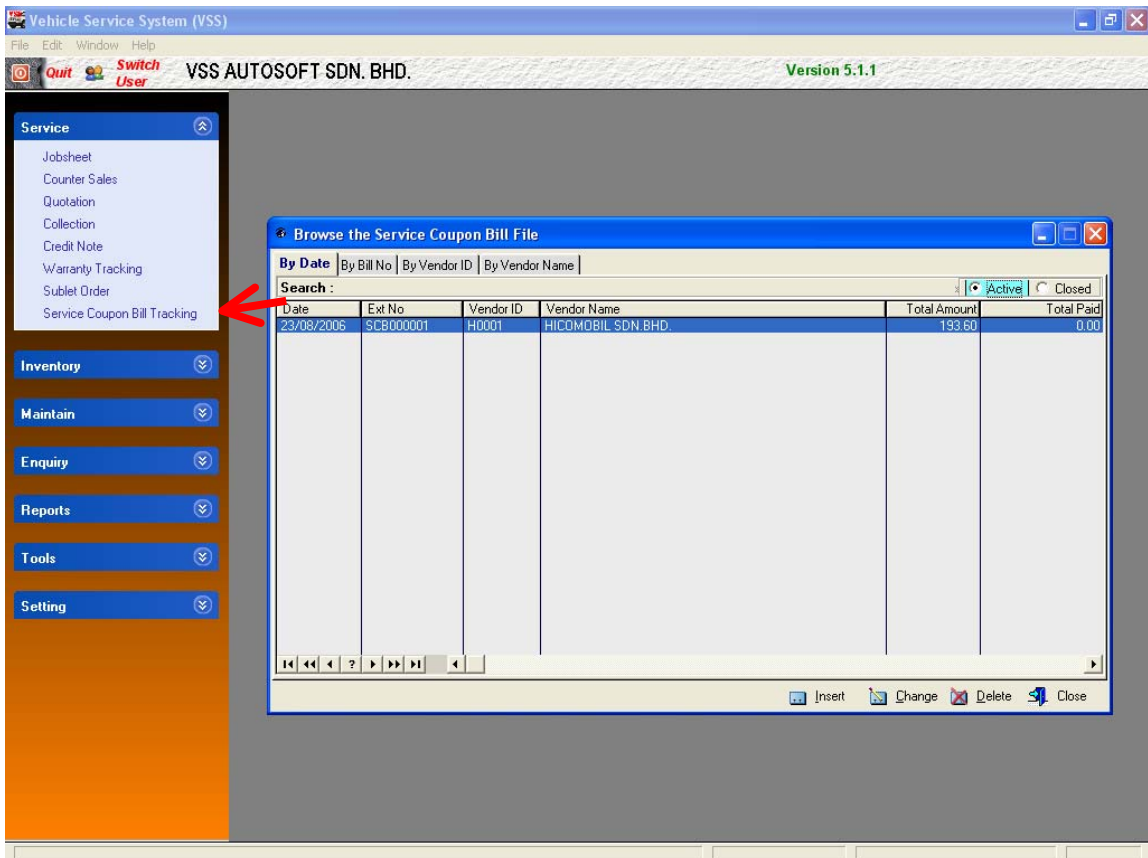 Vehicle Service System (VSS)
File Edit Window Help
Quit Switch User VSS AUTOSOFT SDN. BHD. Version 5.1.1
Service
Jobsheet
Counter Sales
Quotation
Collection
Credit Note
Warranty Tracking
Sublet Order
Service Coupon Bill Tracking
Inventory
Maintain
Enquiry
Reports
Tools
Setting
Browse the Service Coupon Bill File
By Date By Bill No By Vendor ID By Vendor Name
Search : Active Closed
Date Ext No Vendor ID Vendor Name Total Amount Total Paid
23/08/2006 SCB000001 H0001 HICOMOBIL SDN.BHD. 193.60 0.00
?
Insert Change Delete Close